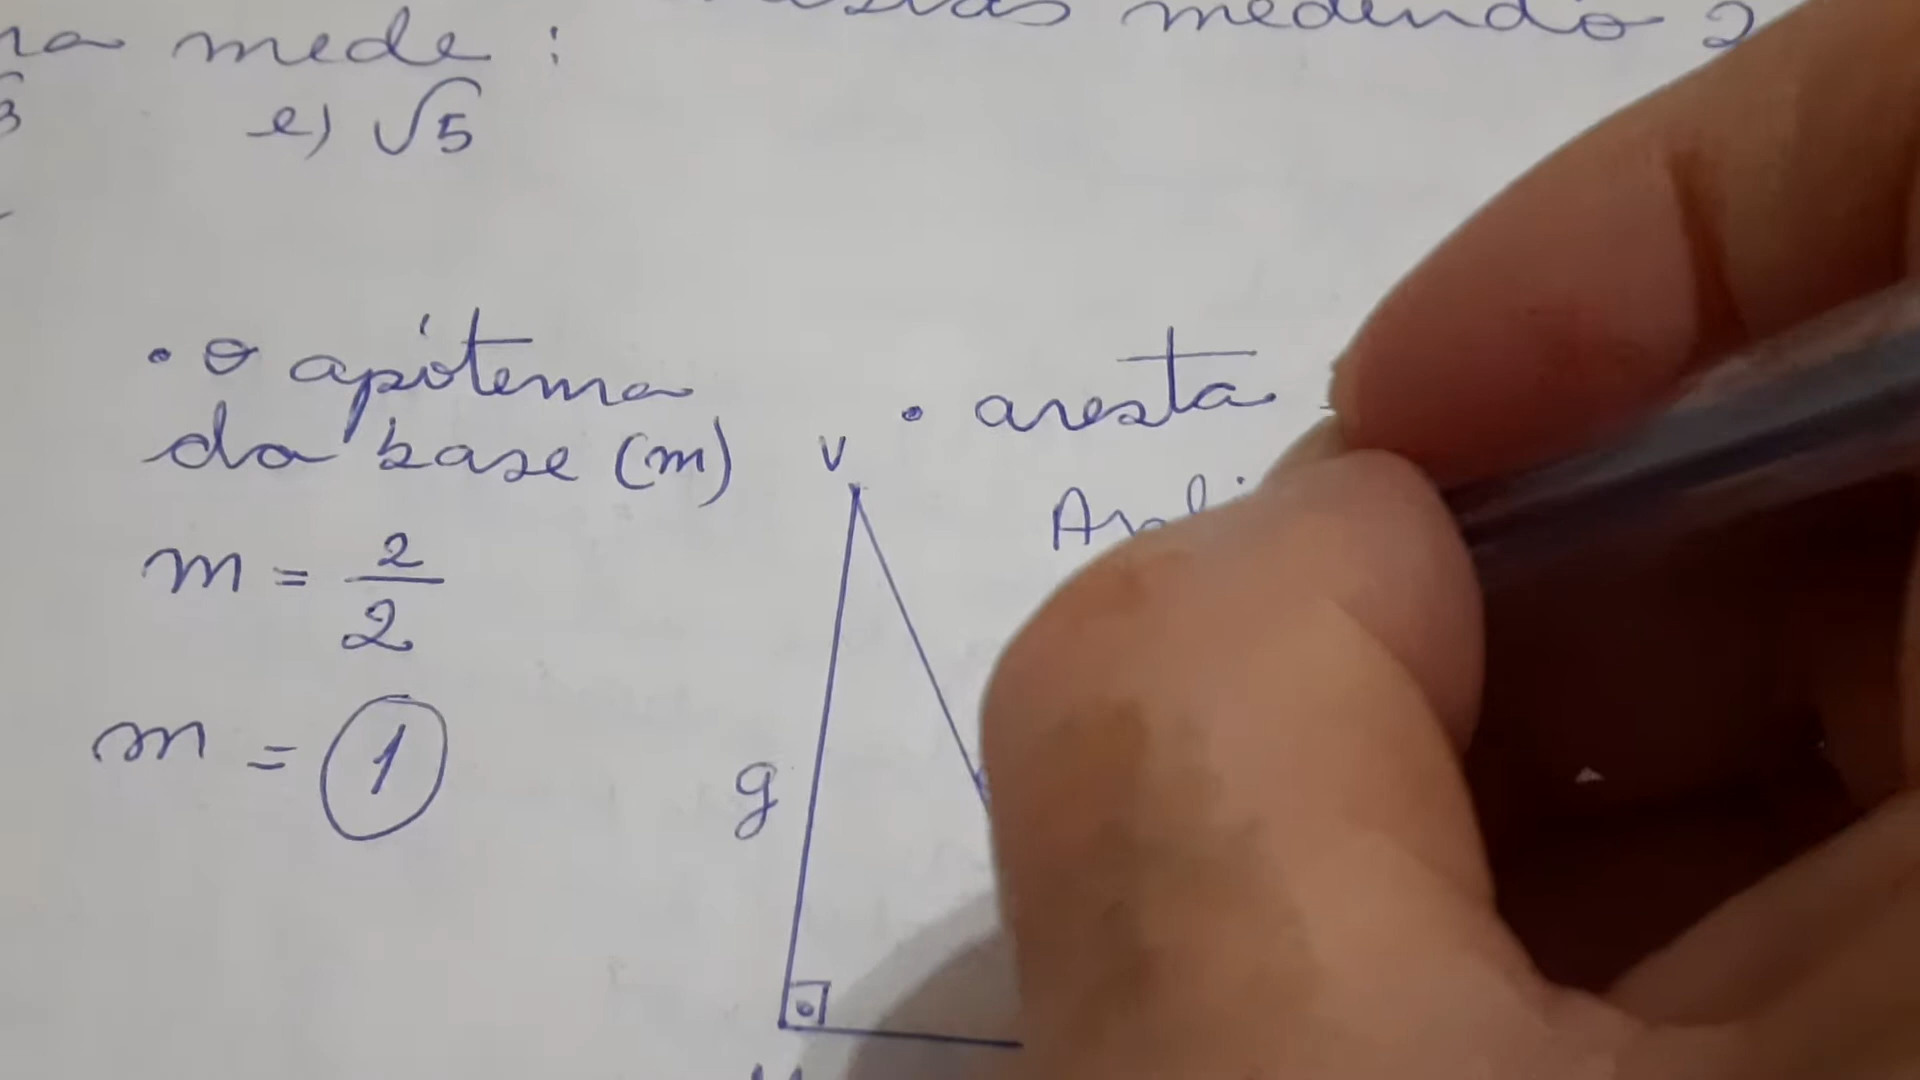 mede : medindo 2
e) √5
• o apótema
da base (m)
m = 2/2
m = 1
• aresta
V
g